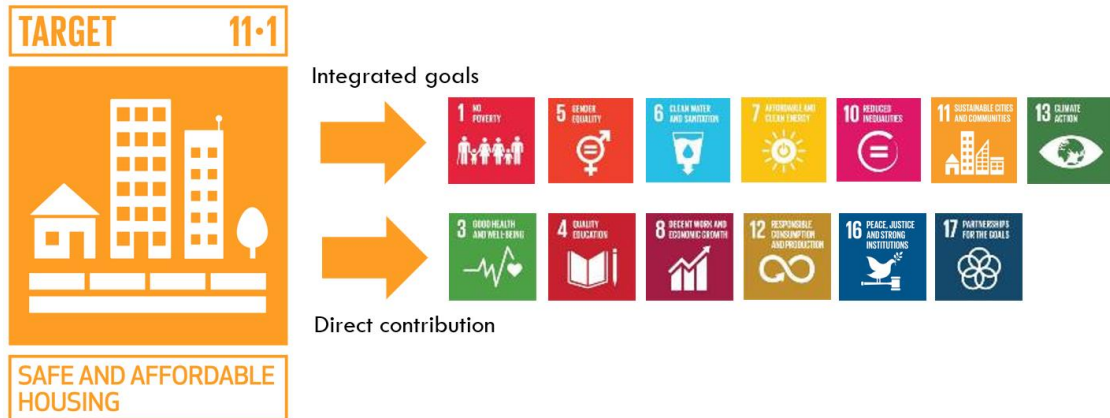 TARGET 11•1
Integrated goals
1 NO
POVERTY
5 GENDER
EQUALITY
6 CLEAN WATER
AND SANITATION
7 AFFORDABLE AND
CLEAN ENERGY
10 REDUCED
INEQUALITIES
11 SUSTAINABLE CITIES
AND COMMUNITIES
13 CLIMATE
ACTION
3 GOOD HEALTH
AND WELL-BEING
4 QUALITY
EDUCATION
8 DECENT WORK AND
ECONOMIC GROWTH
12 RESPONSIBLE
CONSUMPTION
AND PRODUCTION
16 PEACE, JUSTICE
AND STRONG
INSTITUTIONS
17 PARTNERSHIPS
FOR THE GOALS
Direct contribution
SAFE AND AFFORDABLE
HOUSING